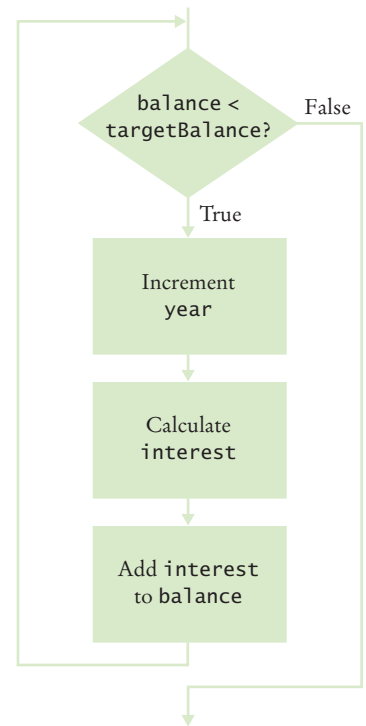 balance <
targetBalance?
False
True
Increment
year
Calculate
interest
Add interest
to balance